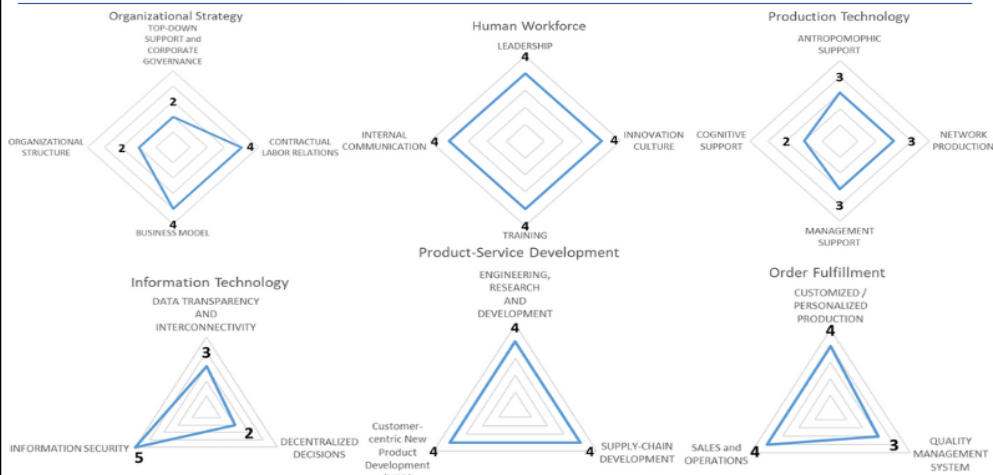 Organizational Strategy
TOP-DOWN
SUPPORT and
CORPORATE
GOVERNANCE
2
ORGANIZATIONAL
STRUCTURE
2
4
CONTRACTUAL
LABOR RELATIONS
4
BUSINESS MODEL
Human Workforce
LEADERSHIP
4
INTERNAL
COMMUNICATION
4
4
INNOVATION
CULTURE
4
TRAINING
Production Technology
ANTROPOMOPHIC
SUPPORT
3
COGNITIVE
SUPPORT
2
3
NETWORK
PRODUCTION
3
MANAGEMENT
SUPPORT
Information Technology
DATA TRANSPARENCY
AND
INTERCONNECTIVITY
3
2
DECENTRALIZED
DECISIONS
INFORMATION SECURITY
5
Product-Service Development
ENGINEERING,
RESEARCH
AND
DEVELOPMENT
4
Customer-
centric New
Product
Development
4
4
SUPPLY-CHAIN
DEVELOPMENT
Order Fulfillment
CUSTOMIZED /
PERSONALIZED
PRODUCTION
4
SALES and
OPERATIONS
4
3
QUALITY
MANAGEMENT
SYSTEM